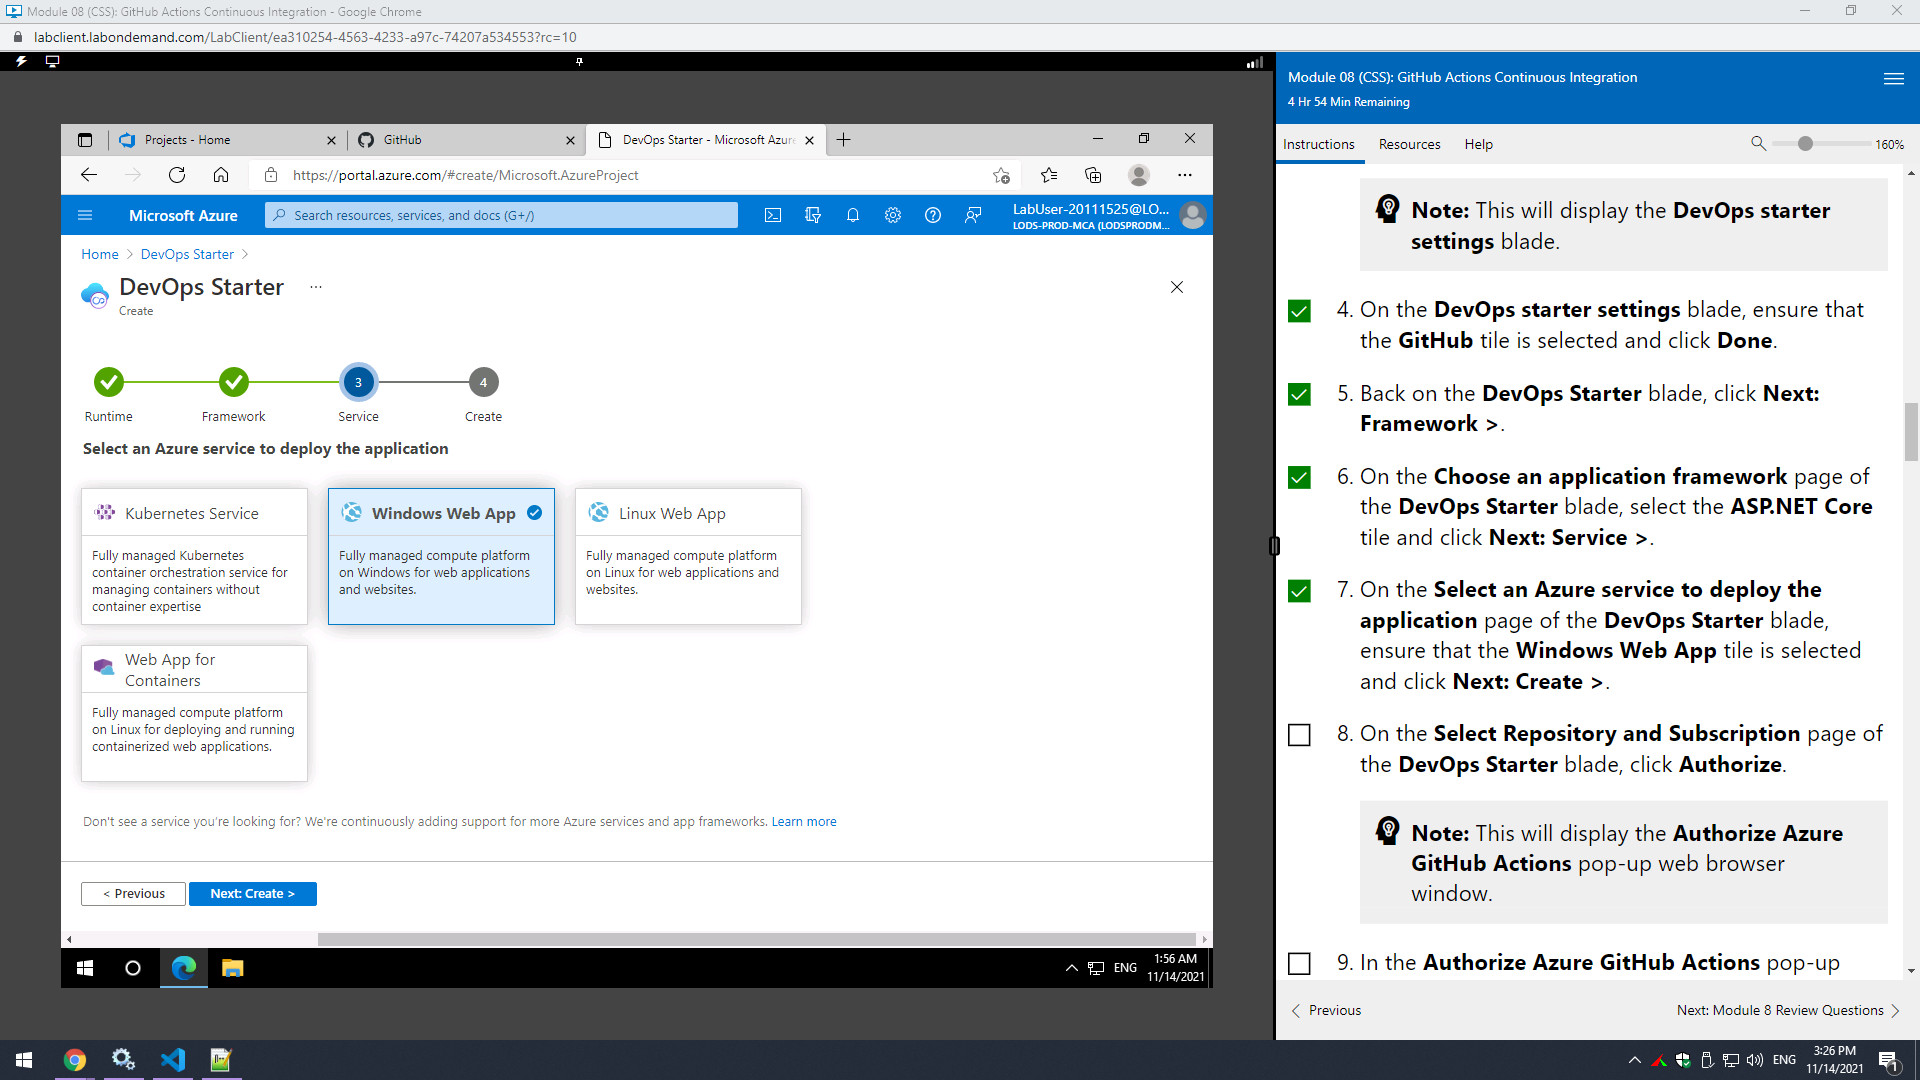 Module 08 (CSS): GitHub Actions Continuous Integration - Google Chrome
labclient.labondemand.com/LabClient/ea310254-4563-4233-a97c-74207a534553?rc=10
Projects - Home
GitHub
DevOps Starter - Microsoft Azure
https://portal.azure.com/#create/Microsoft.AzureProject
Microsoft Azure
Search resources, services, and docs (G+/)
LabUser-20111525@LO...
LODS-PROD-MCA (LODSPRODM...
Home > DevOps Starter >
DevOps Starter ...
Create
3
4
Runtime
Framework
Service
Create
Select an Azure service to deploy the application
Kubernetes Service
Fully managed Kubernetes
container orchestration service for
managing containers without
container expertise
Windows Web App
Fully managed compute platform
on Windows for web applications
and websites.
Linux Web App
Fully managed compute platform
on Linux for web applications and
websites.
Web App for
Containers
Fully managed compute platform
on Linux for deploying and running
containerized web applications.
Don't see a service you're looking for? We're continuously adding support for more Azure services and app frameworks. Learn more
< Previous
Next: Create >
ENG
1:56 AM
11/14/2021
Module 08 (CSS): GitHub Actions Continuous Integration
4 Hr 54 Min Remaining
Instructions
Resources
Help
160%
Note: This will display the DevOps starter
settings blade.
4. On the DevOps starter settings blade, ensure that
the GitHub tile is selected and click Done.
5. Back on the DevOps Starter blade, click Next:
Framework >.
6. On the Choose an application framework page of
the DevOps Starter blade, select the ASP.NET Core
tile and click Next: Service >.
7. On the Select an Azure service to deploy the
application page of the DevOps Starter blade,
ensure that the Windows Web App tile is selected
and click Next: Create >.
8. On the Select Repository and Subscription page of
the DevOps Starter blade, click Authorize.
Note: This will display the Authorize Azure
GitHub Actions pop-up web browser
window.
9. In the Authorize Azure GitHub Actions pop-up
Previous
Next: Module 8 Review Questions
ENG
3:26 PM
11/14/2021
1